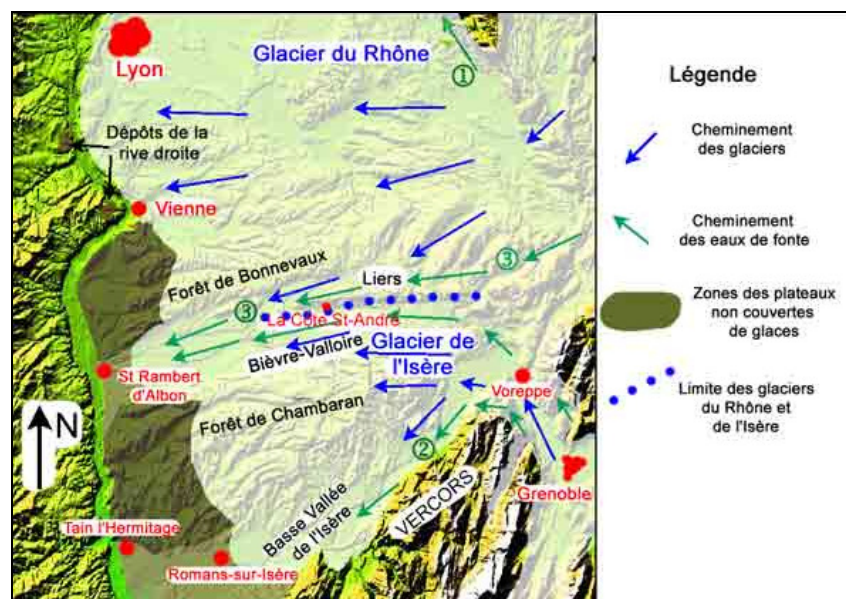 Glacier du Rhône
①
Lyon
Dépôts de la
rive droite
Vienne
Forêt de Bonnevaux
Liers
③
③
La Côte St-André
Glacier de
l'Isère
Bièvre-Valloire
St Rambert
d'Albon
Voreppe
Forêt de Chambaran
②
N
Grenoble
VERCORS
Basse Vallée
de l'Isère
Tain l'Hermitage
Romans-sur-Isère
Légende
Cheminement
des glaciers
Cheminement
des eaux de fonte
Zones des plateaux
non couvertes
de glaces
Limite des glaciers
du Rhône et
de l'Isère